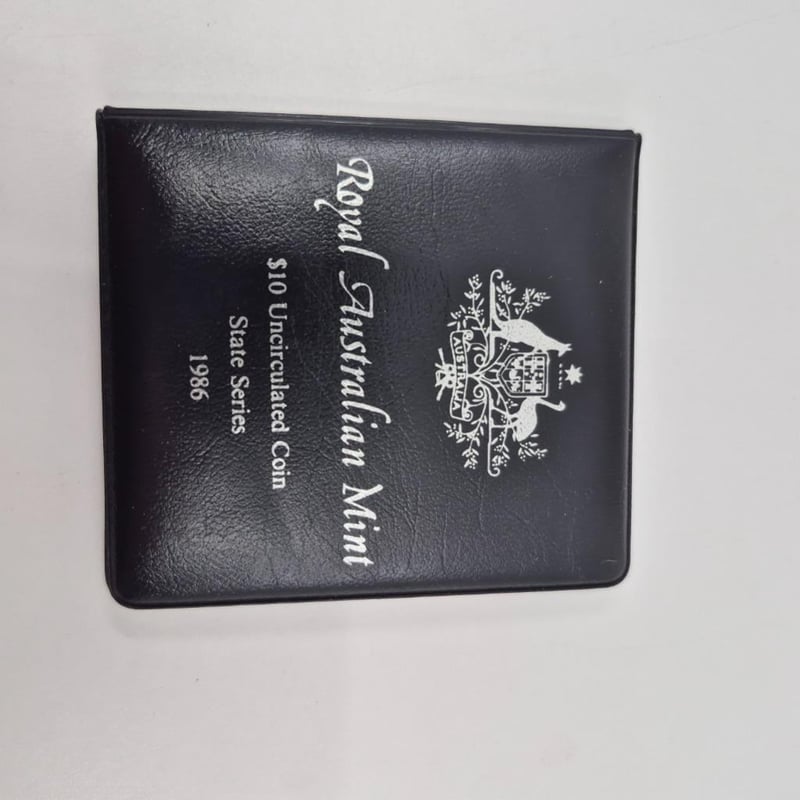 AUSTRALIA
Royal Australian Mint
$10 Uncirculated Coin
State Series
1986